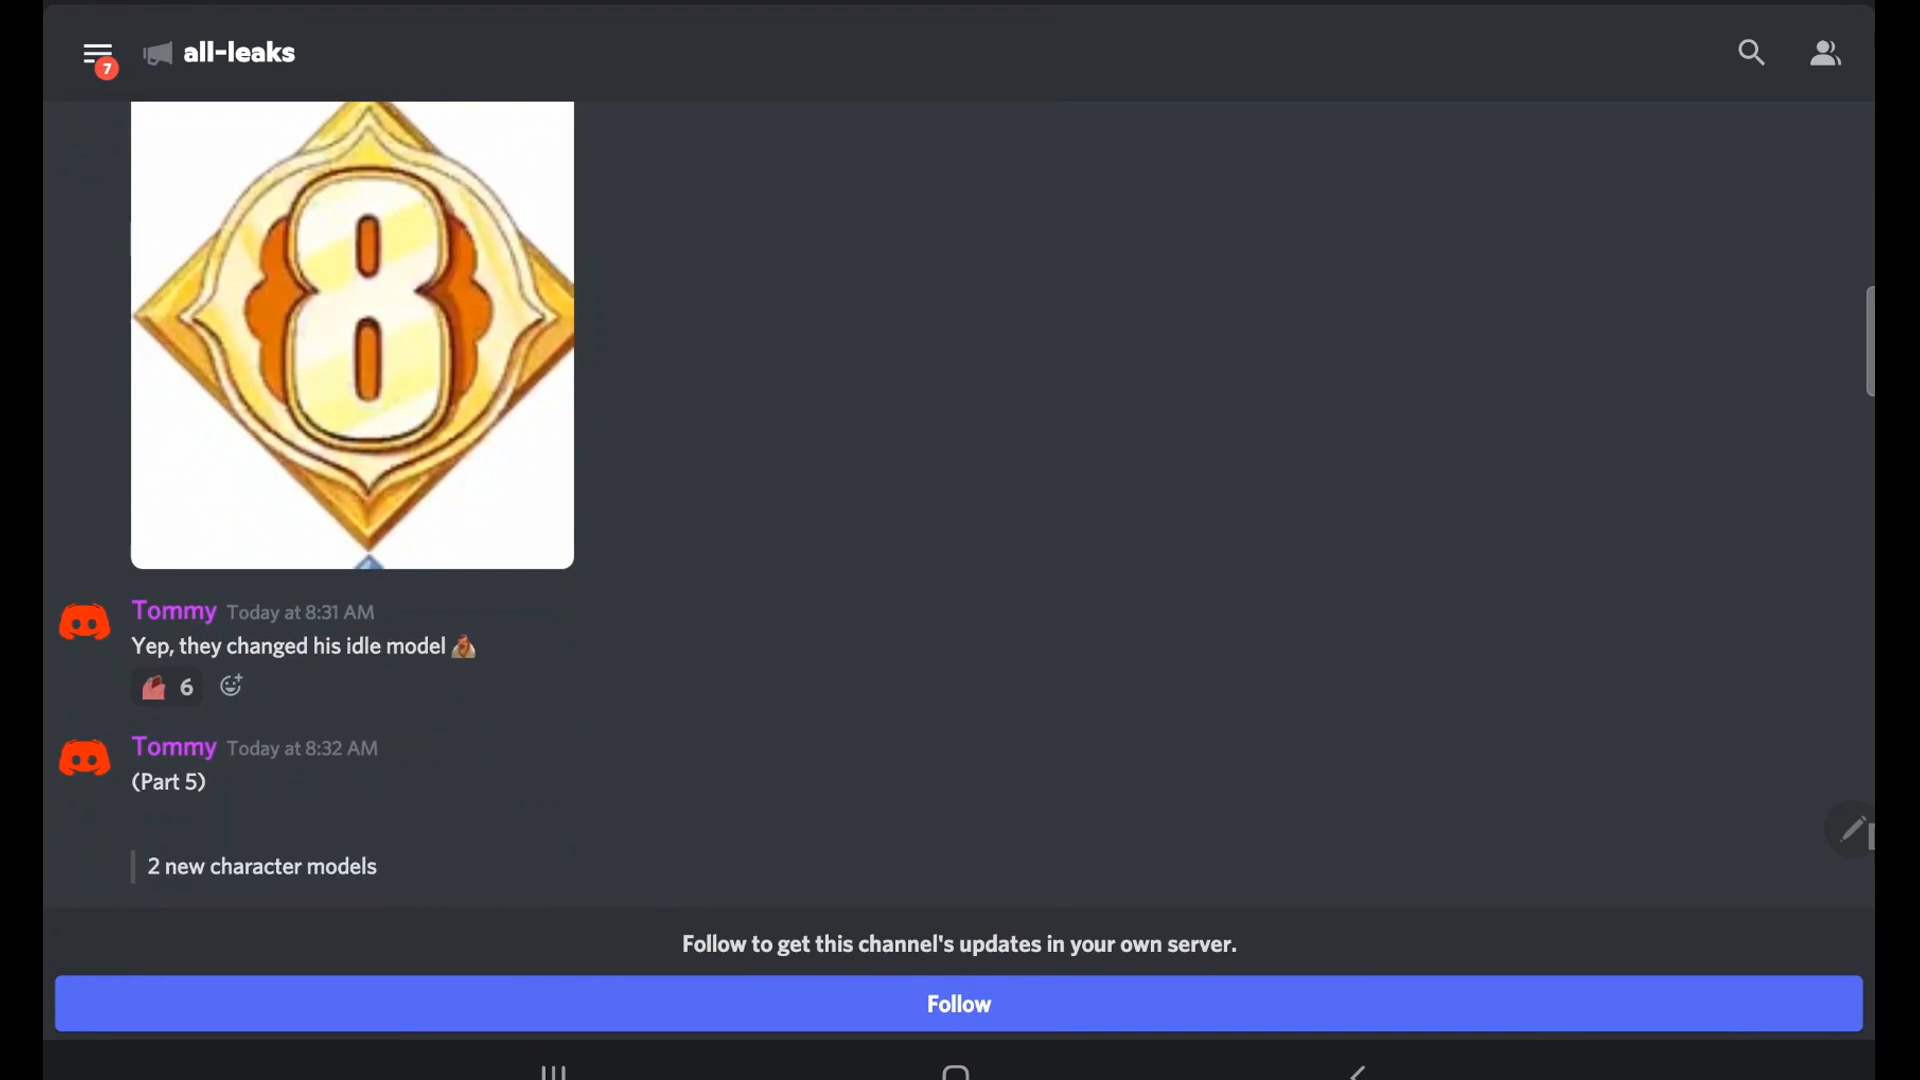 7
all-leaks
8
Tommy Today at 8:31 AM
Yep, they changed his idle model
6
Tommy Today at 8:32 AM
(Part 5)
2 new character models
Follow to get this channel's updates in your own server.
Follow